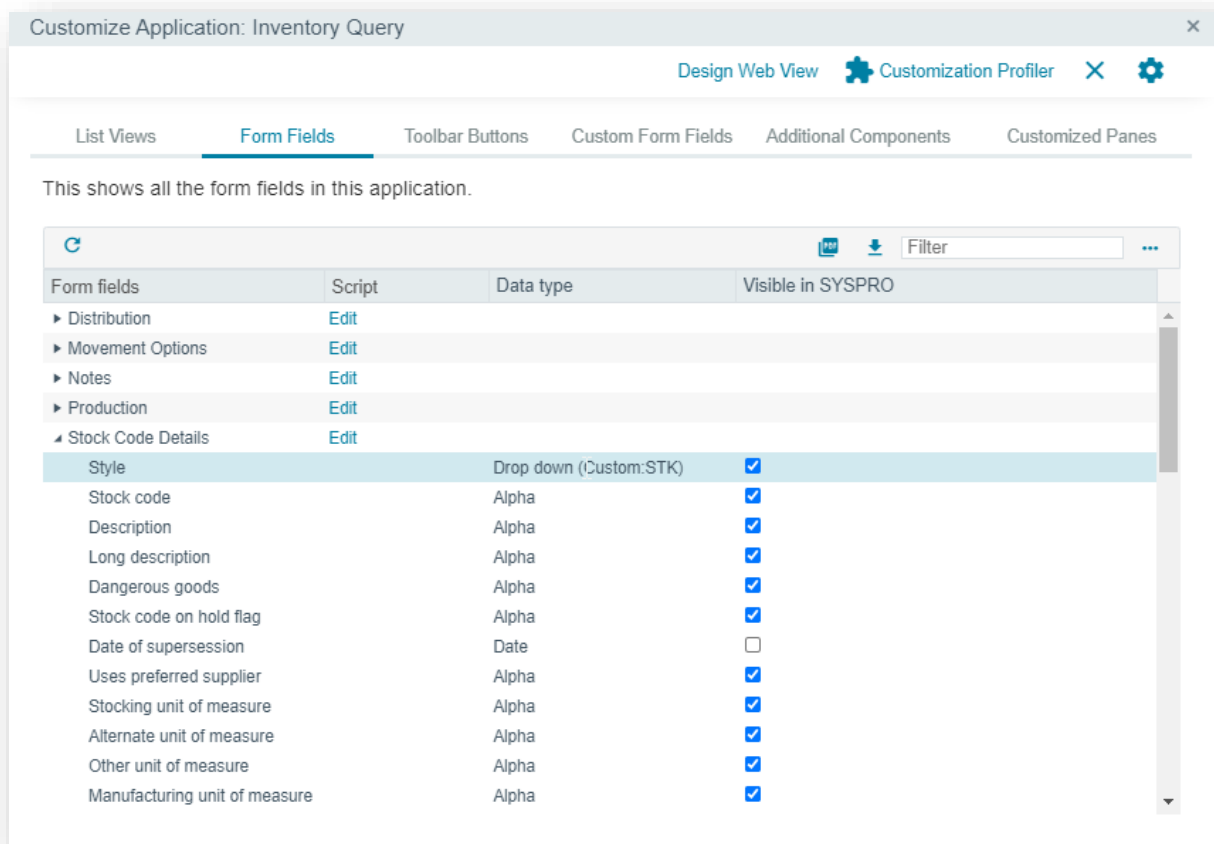 Customize Application: Inventory Query
Design Web View Customization Profiler
List Views Form Fields Toolbar Buttons Custom Form Fields Additional Components Customized Panes
This shows all the form fields in this application.
PDF Filter
Form fields Script Data type Visible in SYSPRO
Distribution Edit
Movement Options Edit
Notes Edit
Production Edit
Stock Code Details Edit
Style Drop down (Custom:STK)
Stock code Alpha
Description Alpha
Long description Alpha
Dangerous goods Alpha
Stock code on hold flag Alpha
Date of supersession Date
Uses preferred supplier Alpha
Stocking unit of measure Alpha
Alternate unit of measure Alpha
Other unit of measure Alpha
Manufacturing unit of measure Alpha